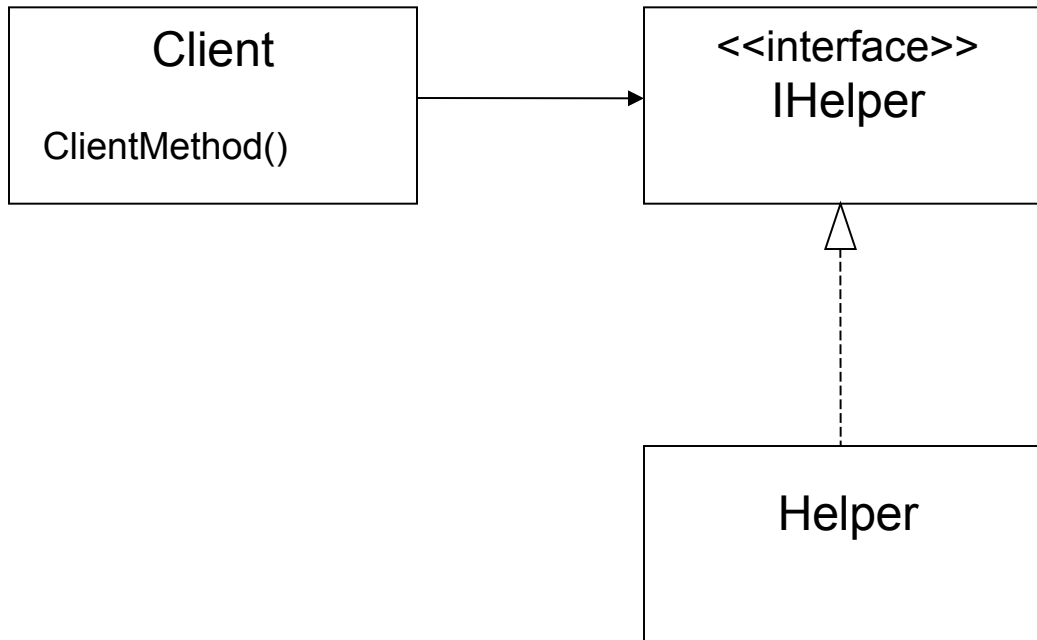 Client
ClientMethod()
<<interface>>
IHelper
Helper